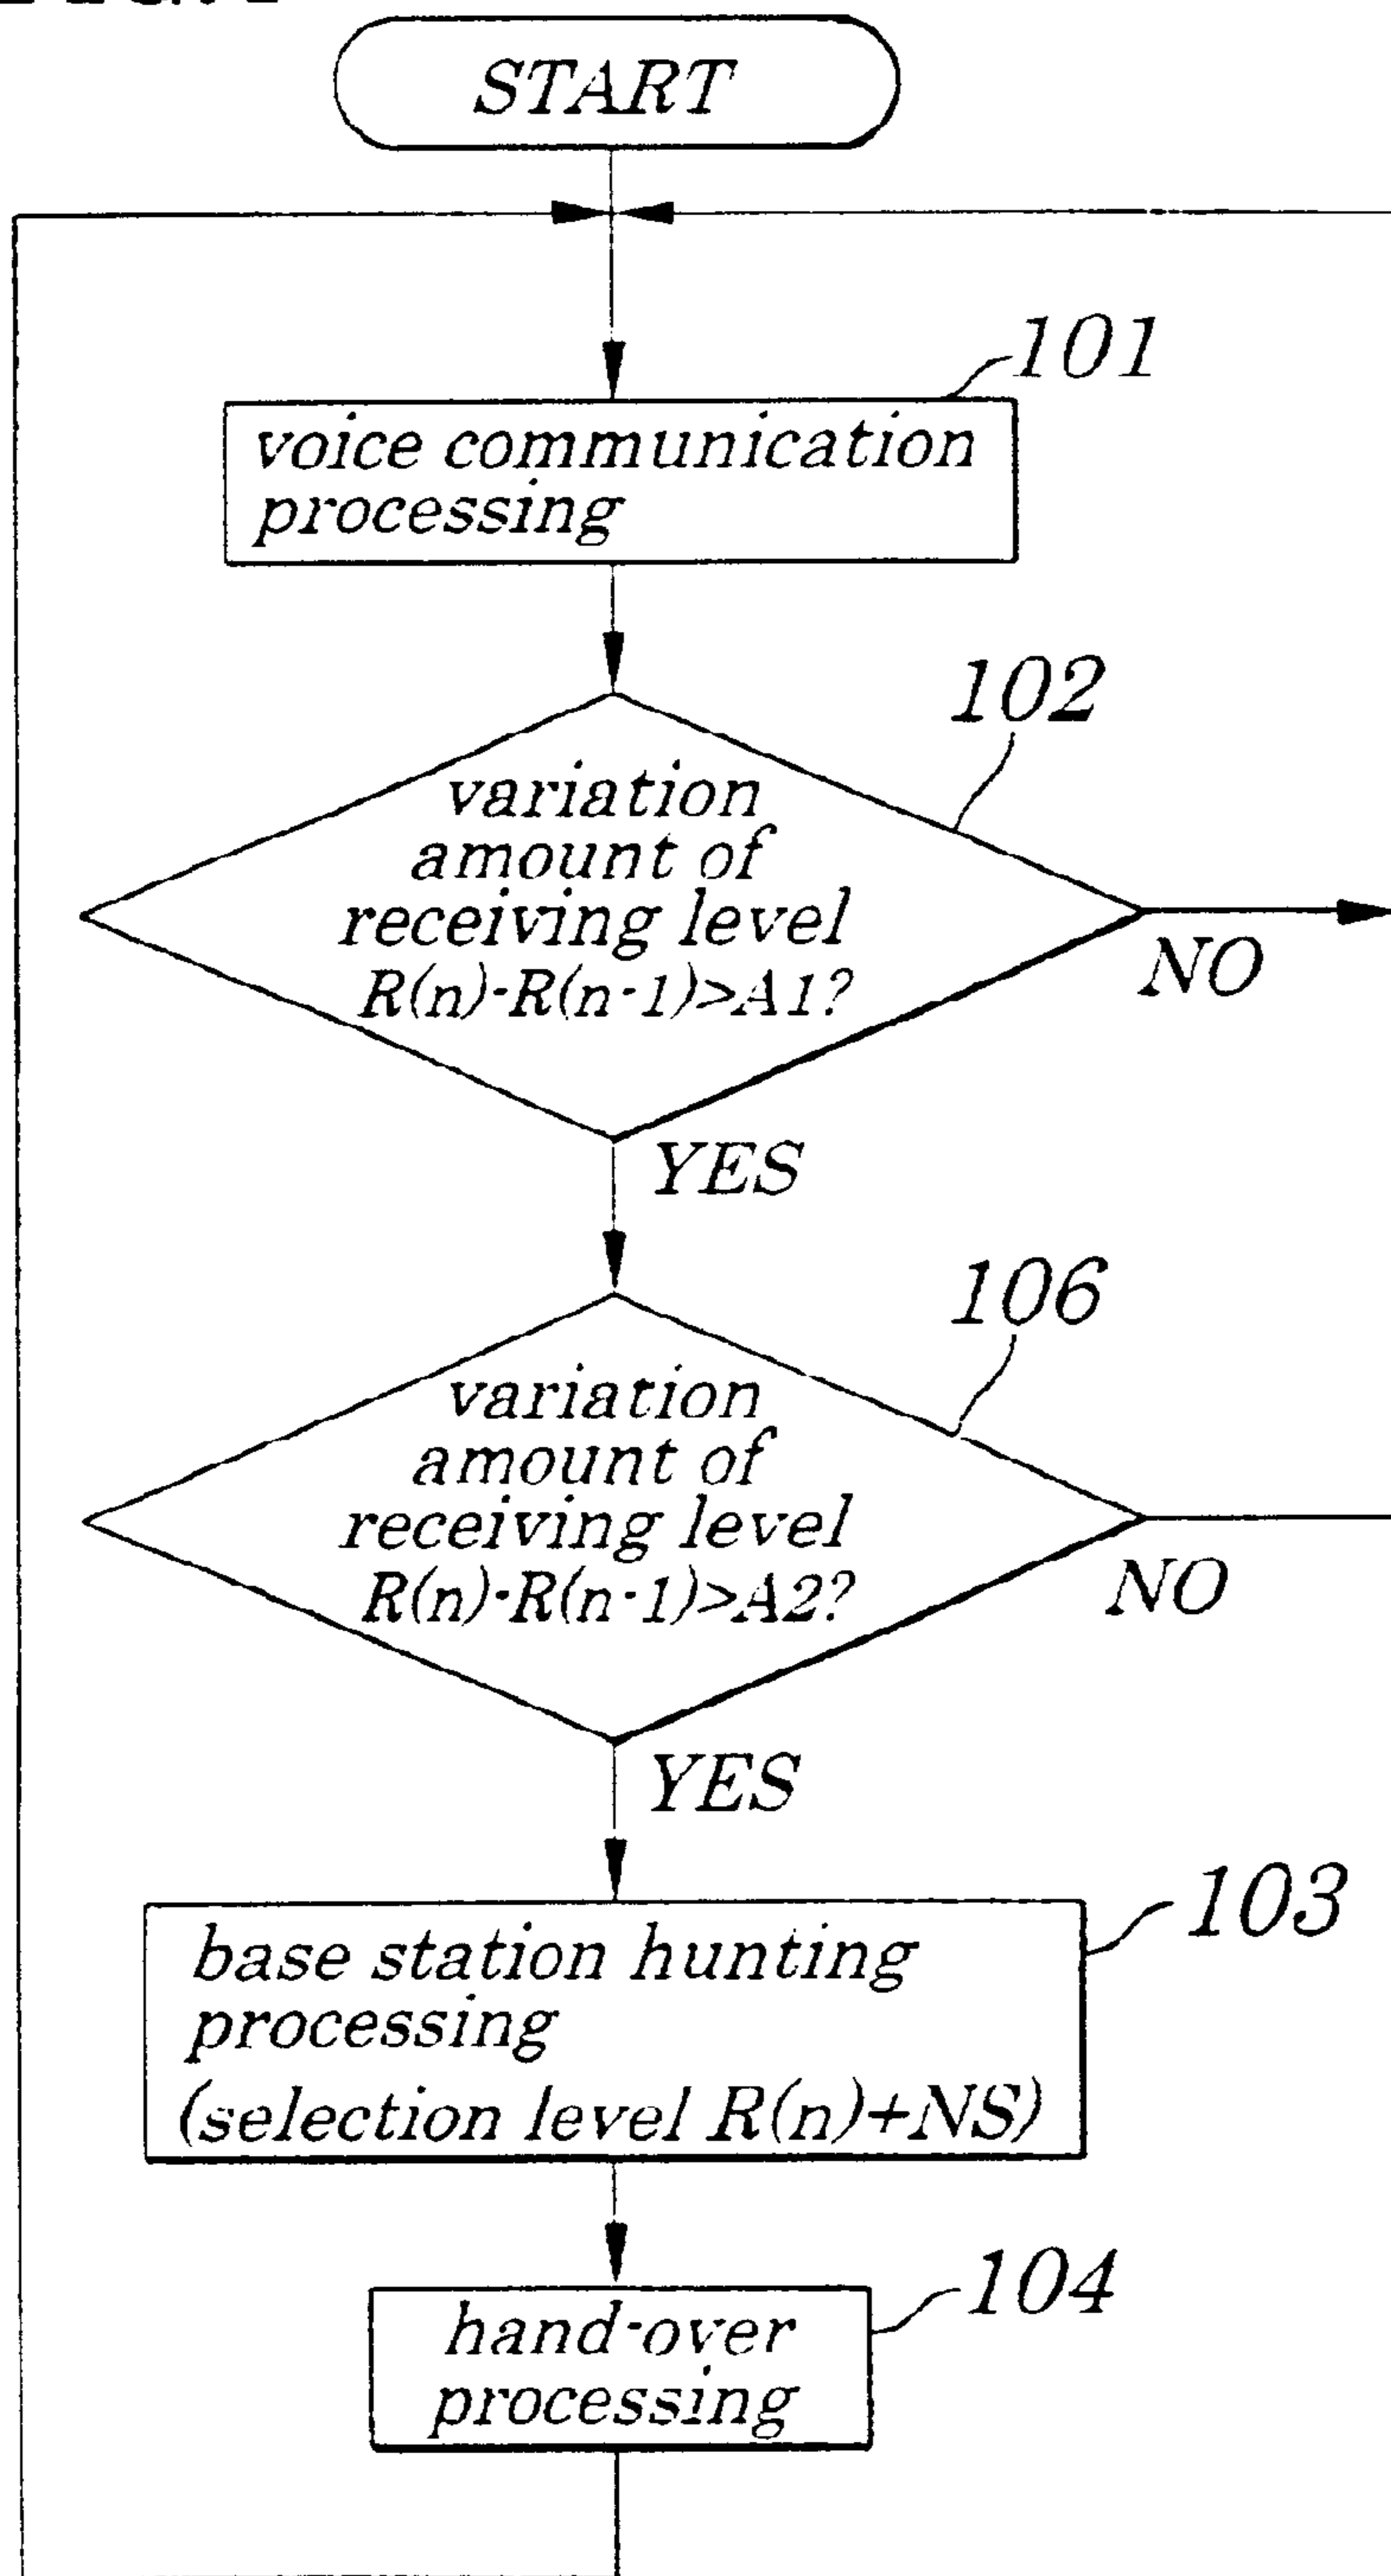 START
101
voice communication
processing
102
variation
amount of
receiving level
R(n)-R(n-1)>A1?
NO
YES
106
variation
amount of
receiving level
R(n)-R(n-1)>A2?
NO
YES
103
base station hunting
processing
(selection level R(n)+NS)
104
hand-over
processing